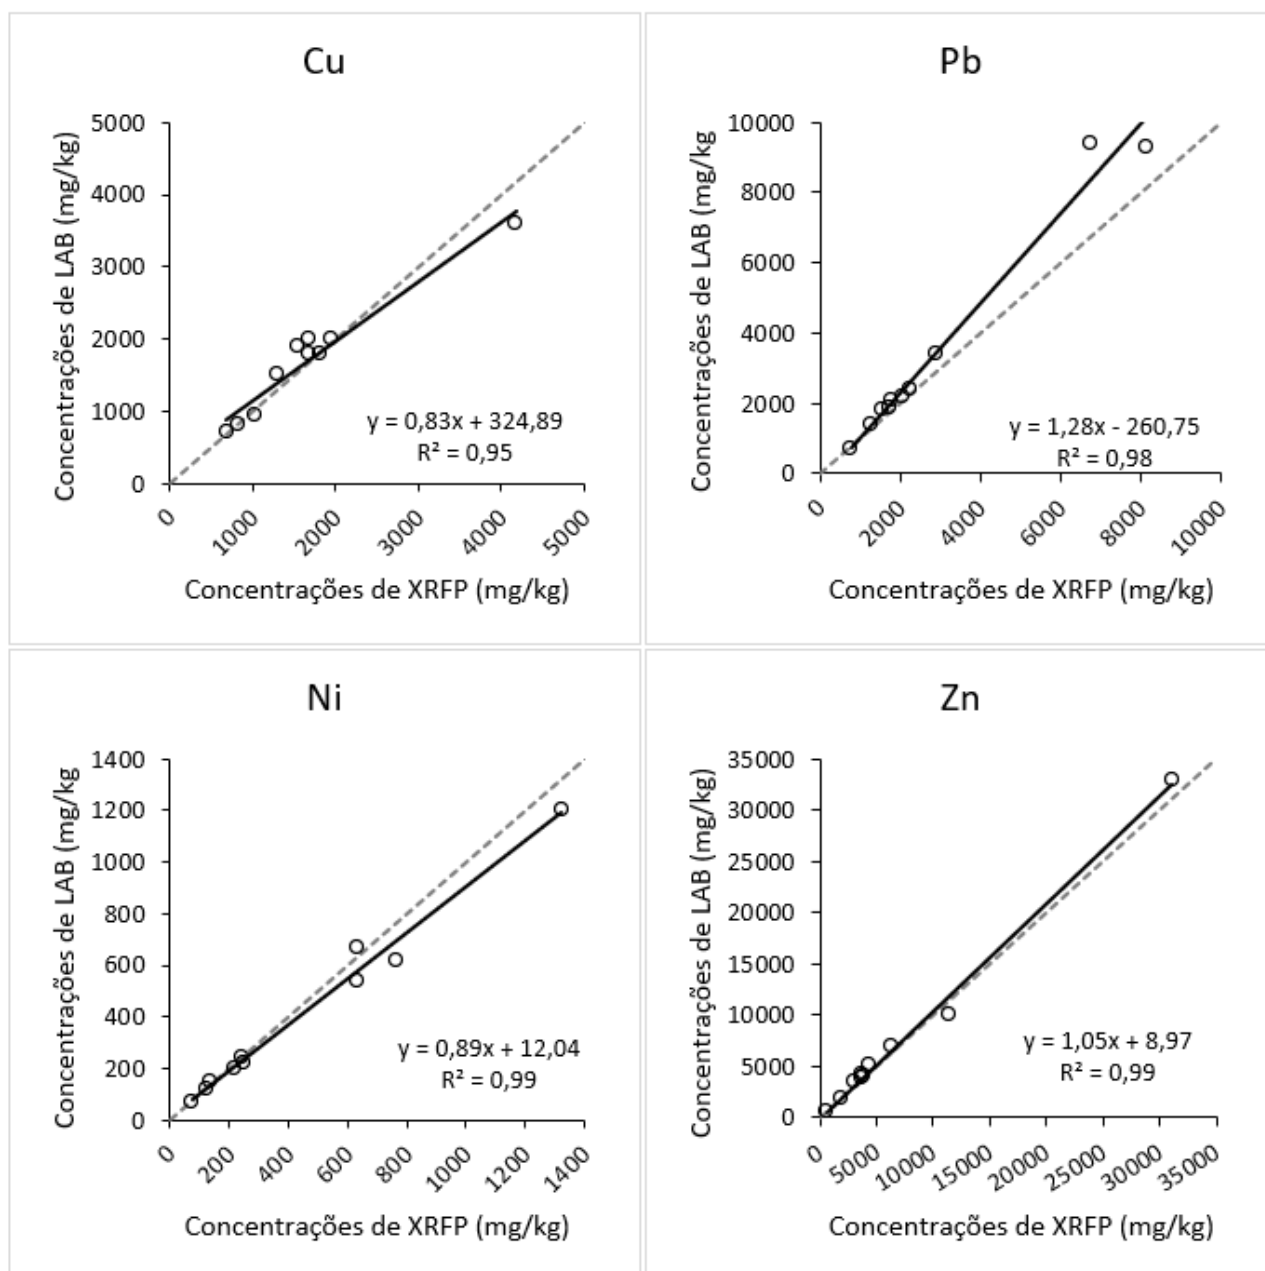 Cu
Concentrações de LAB (mg/kg)
5000
4000
3000
2000
1000
0
y = 0,83x + 324,89
R² = 0,95
0
1000
2000
3000
4000
5000
Concentrações de XRFP (mg/kg)
Pb
Concentrações de LAB (mg/kg
10000
8000
6000
4000
2000
0
y = 1,28x - 260,75
R² = 0,98
0
2000
4000
6000
8000
10000
Concentrações de XRFP (mg/kg)
Ni
Concentrações de LAB (mg/kg
1400
1200
1000
800
600
400
200
0
y = 0,89x + 12,04
R² = 0,99
0
200
400
600
800
1000
1200
1400
Concentrações de XRFP (mg/kg)
Zn
Concentrações de LAB (mg/kg)
35000
30000
25000
20000
15000
10000
5000
0
y = 1,05x + 8,97
R² = 0,99
0
5000
10000
15000
20000
25000
30000
35000
Concentrações de XRFP (mg/kg)